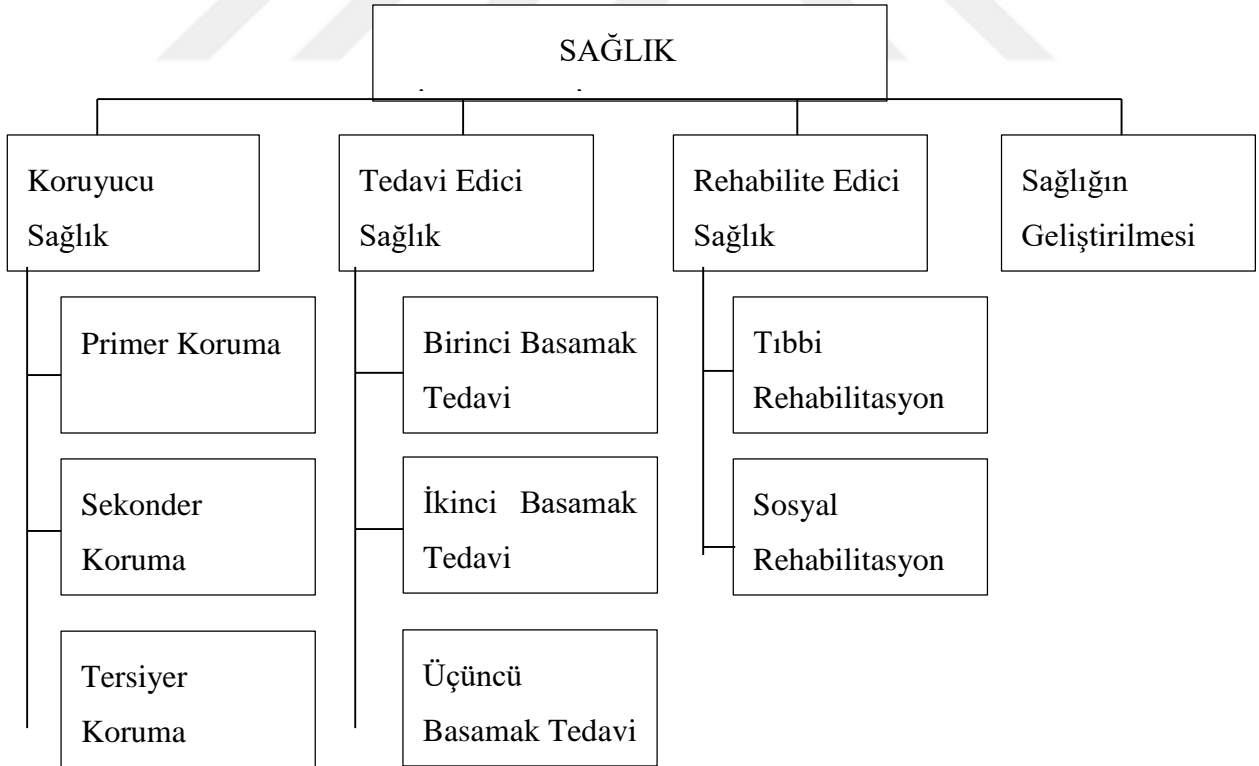 SAĞLIK
Koruyucu
Sağlık
Tedavi Edici
Sağlık
Rehabilite Edici
Sağlık
Sağlığın
Geliştirilmesi
Primer Koruma
Birinci Basamak
Tedavi
Tıbbi
Rehabilitasyon
Sekonder
Koruma
İkinci Basamak
Tedavi
Sosyal
Rehabilitasyon
Tersiyer
Koruma
Üçüncü
Basamak Tedavi